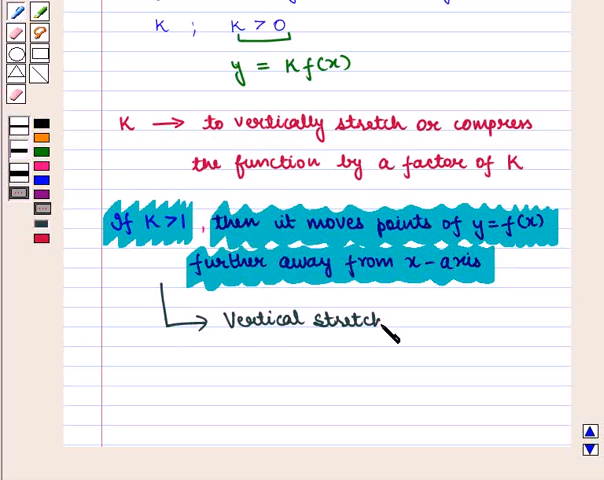 K ; K > 0
y = K f(x)
K → to vertically stretch or compress
the function by a factor of K
If K >1 , then it moves points of y = f(x)
further away from x - axis
Vertical stretch